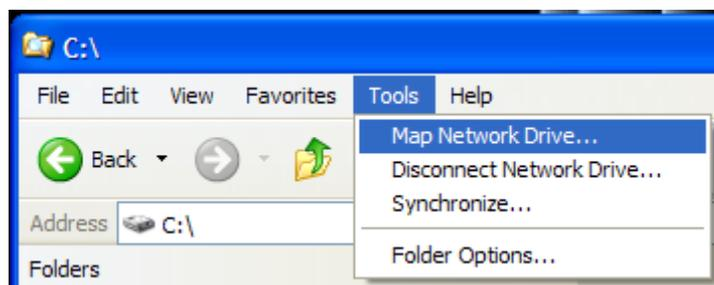 C:\
File Edit View Favorites Tools Help
Map Network Drive...
Back
Disconnect Network Drive...
Synchronize...
Address C:\
Folder Options...
Folders